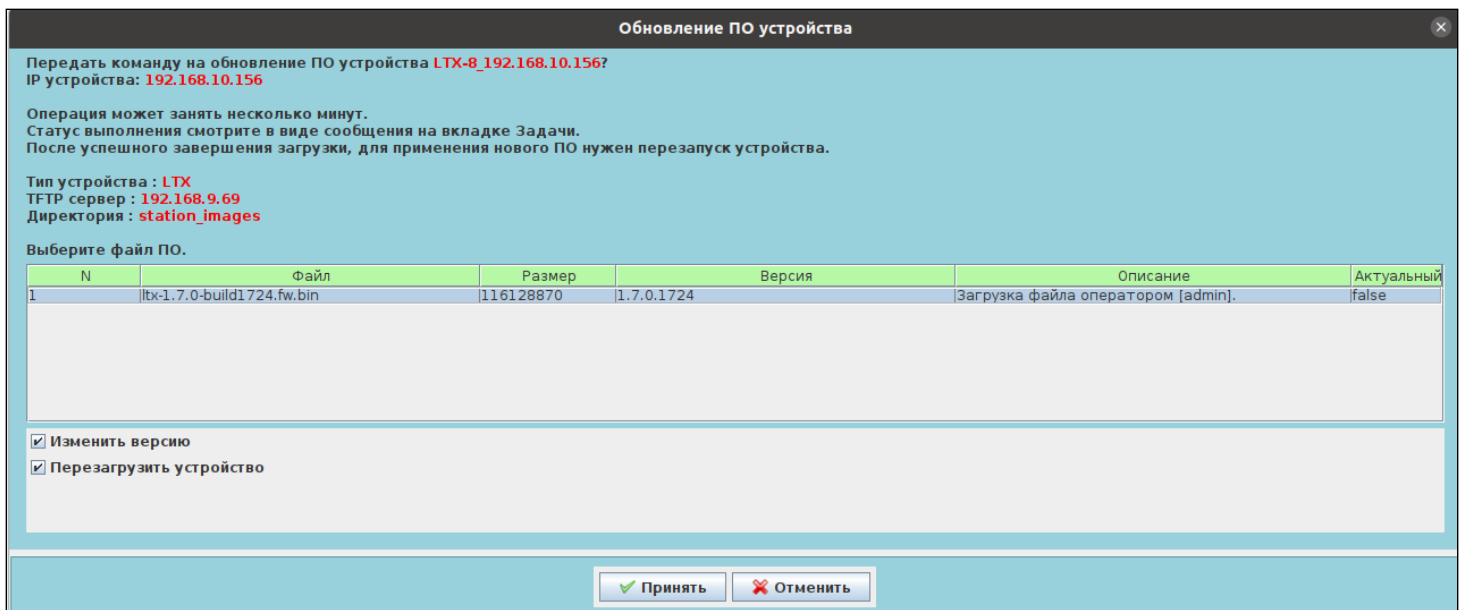 Обновление ПО устройства
Передать команду на обновление ПО устройства LTX-8_192.168.10.156?
IP устройства: 192.168.10.156
Операция может занять несколько минут.
Статус выполнения смотрите в виде сообщения на вкладке Задачи.
После успешного завершения загрузки, для применения нового ПО нужен перезапуск устройства.
Тип устройства : LTX
TFTP сервер : 192.168.9.69
Директория : station_images
Выберите файл ПО.
N Файл Размер Версия Описание Актуальный
1 ltx-1.7.0-build1724.fw.bin 116128870 1.7.0.1724 Загрузка файла оператором [admin]. false
Изменить версию
Перезагрузить устройство
Принять Отменить